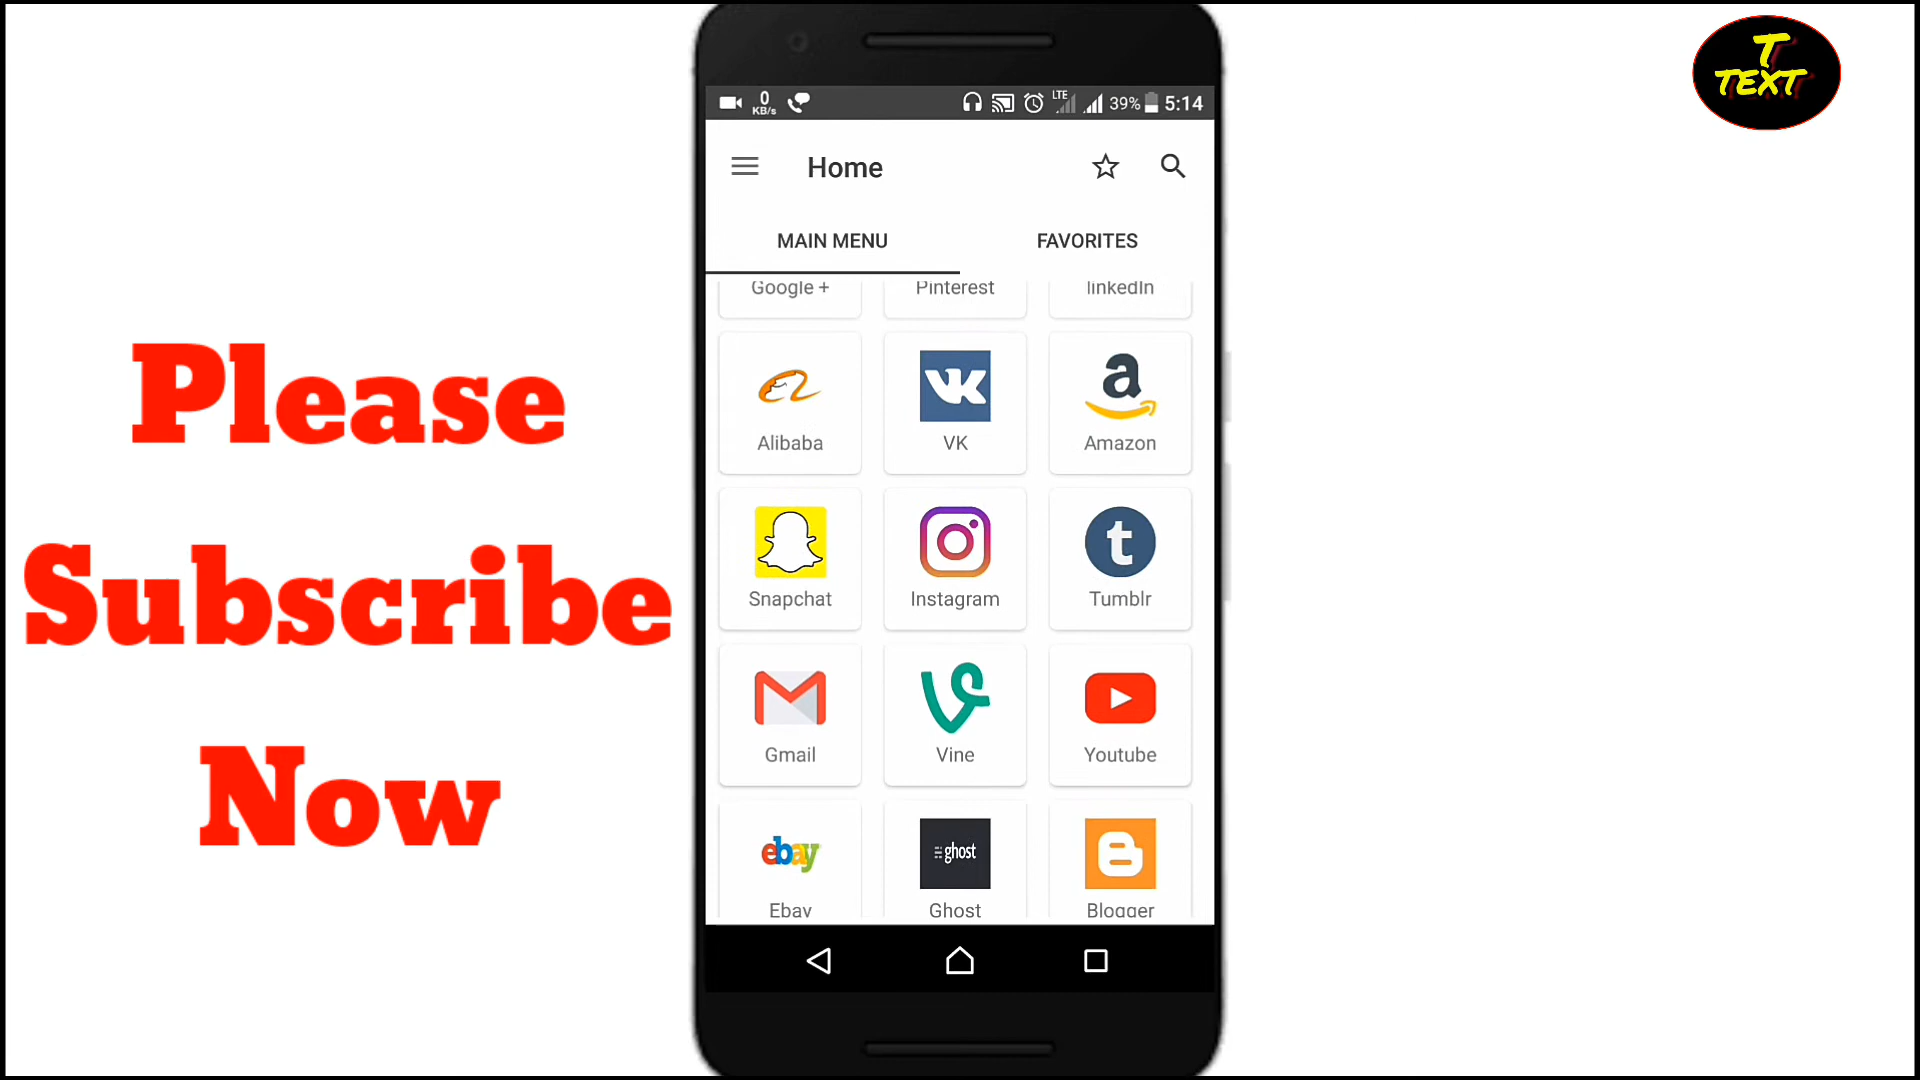 T
TEXT
0
KB/s
LTE
39%
5:14
Home
MAIN MENU
FAVORITES
Google +
Pinterest
linkedIn
Alibaba
VK
Amazon
Snapchat
Instagram
Tumblr
Gmail
Vine
Youtube
ebay
ghost
Ebay
Ghost
Blogger
Please
Subscribe
Now